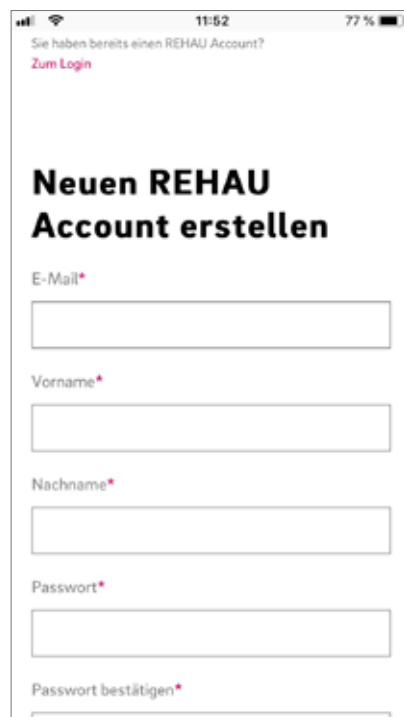 11:52
77 %
Sie haben bereits einen REHAU Account?
Zum Login
Neuen REHAU
Account erstellen
E-Mail*
Vorname*
Nachname*
Passwort*
Passwort bestätigen*